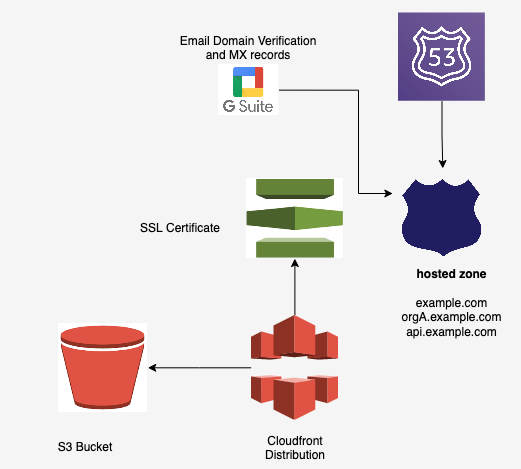 Email Domain Verification
and MX records
G Suite
53
SSL Certificate
hosted zone
example.com
orgA.example.com
api.example.com
S3 Bucket
Cloudfront
Distribution